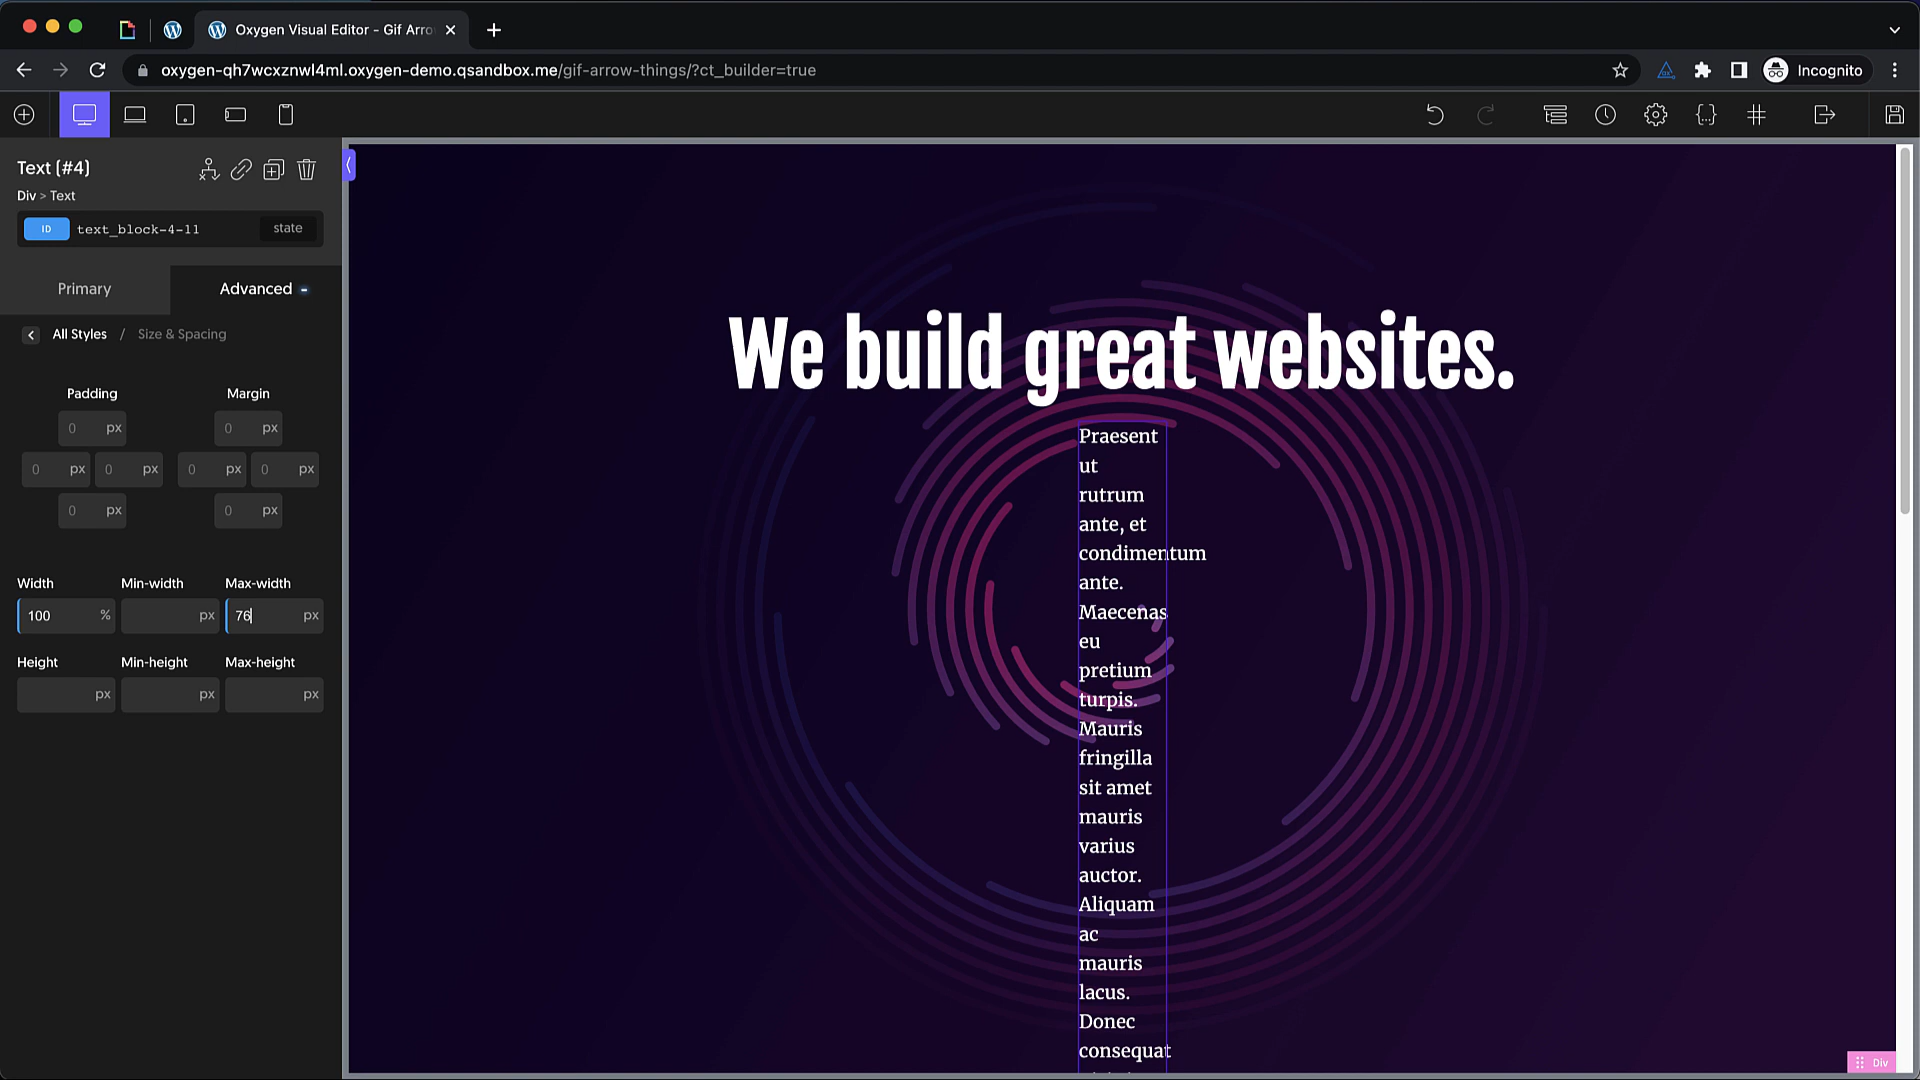 Oxygen Visual Editor - Gif Arro
oxygen-qh7wcxznwl4ml.oxygen-demo.qsandbox.me/gif-arrow-things/?ct_builder=true
Incognito
Text (#4)
Div > Text
ID text_block-4-11 state
Primary Advanced
All Styles / Size & Spacing
Padding Margin
0 px 0 px
0 px 0 px 0 px 0 px
0 px 0 px
Width Min-width Max-width
100 % px 76 px
Height Min-height Max-height
px px px
We build great websites.
Praesent
ut
rutrum
ante, et
condimentum
ante.
Maecenas
eu
pretium
turpis.
Mauris
fringilla
sit amet
mauris
varius
auctor.
Aliquam
ac
mauris
lacus.
Donec
consequat
Div